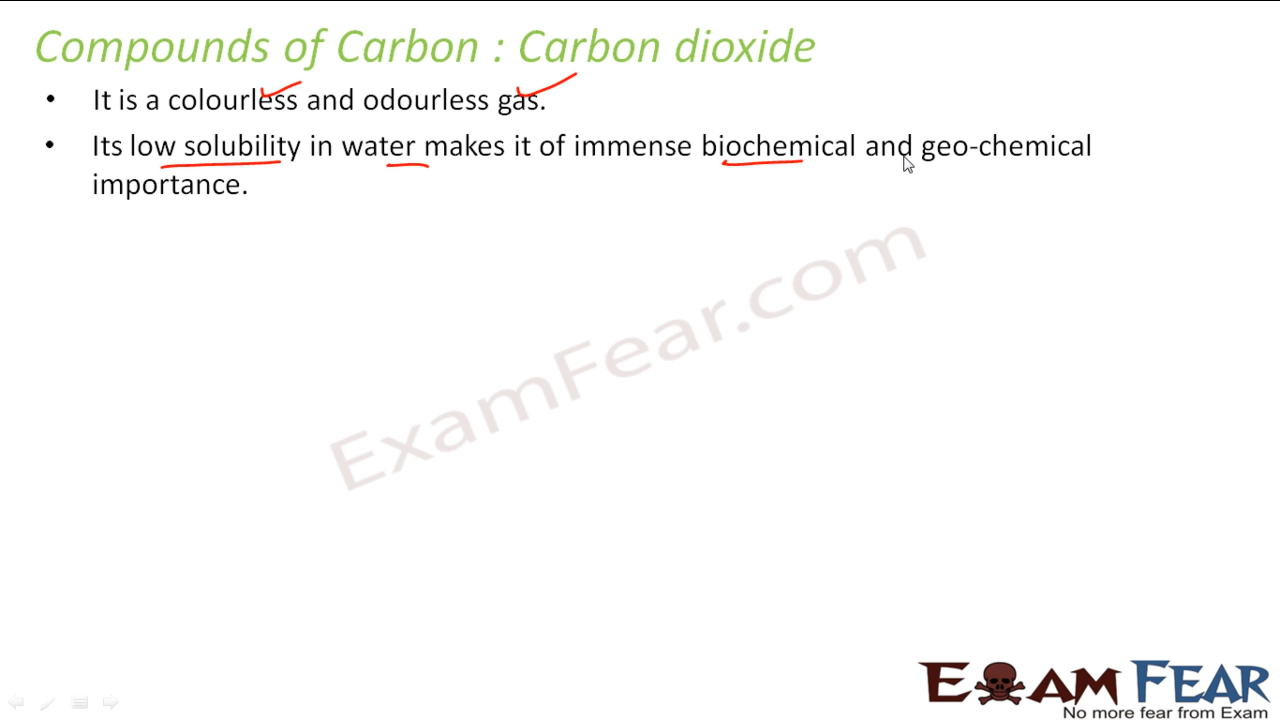 Compounds of Carbon : Carbon dioxide
• It is a colourless and odourless gas.
• Its low solubility in water makes it of immense biochemical and geo-chemical
importance.
ExamFear.com
EXAM FEAR
No more fear from Exam